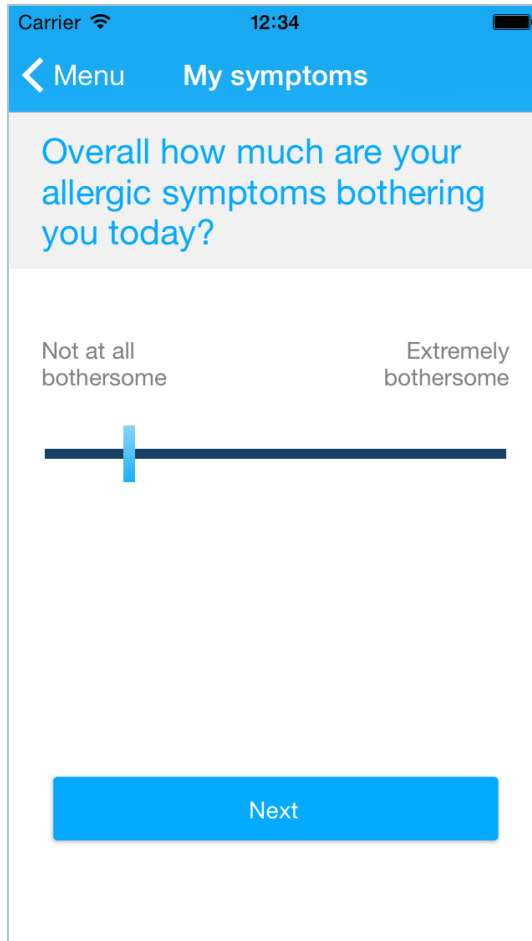 Carrier
12:34
Menu
My symptoms
Overall how much are your
allergic symptoms bothering
you today?
Not at all
bothersome
Extremely
bothersome
Next